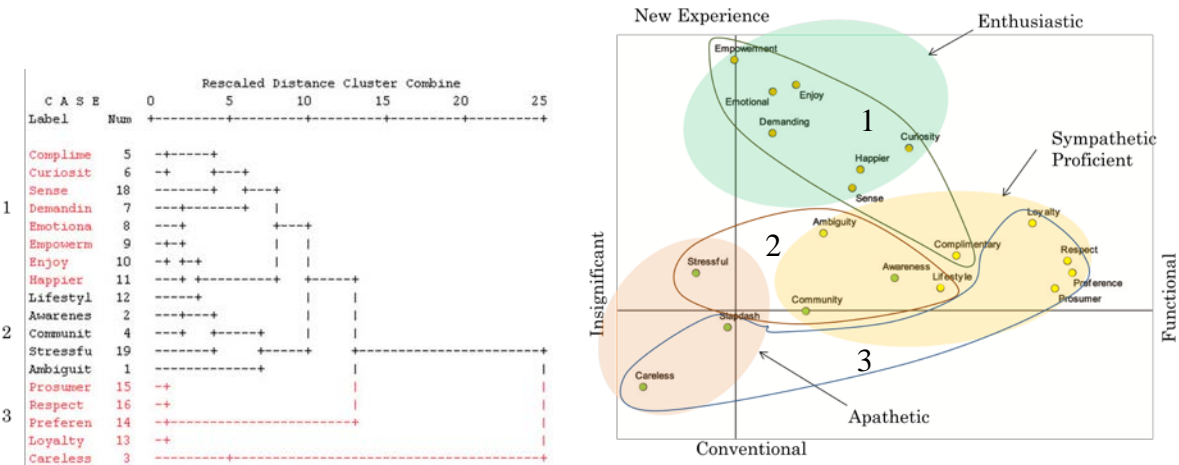 Rescaled Distance Cluster Combine
C A S E 0 5 10 15 20 25
Label Num
Complime 5
Curiosit 6
Sense 18
1
Demandin 7
Emotiona 8
Empowerm 9
Enjoy 10
Happier 11
Lifestyl 12
Awarenes 2
2
Communit 4
Stressfu 19
Ambiguit 1
Prosumer 15
Respect 16
3
Preferen 14
Loyalty 13
Careless 3
New Experience
Enthusiastic
Empowerment
Emotional
Enjoy
Demanding
1
Curiosity
Happier
Sense
Sympathetic
Proficient
Loyalty
Ambiguity
2
Complimentary
Respect
Stressful
Awareness
Lifestyle
Preference
Prosumer
Community
Slapdash
Insignificant
Functional
3
Careless
Apathetic
Conventional